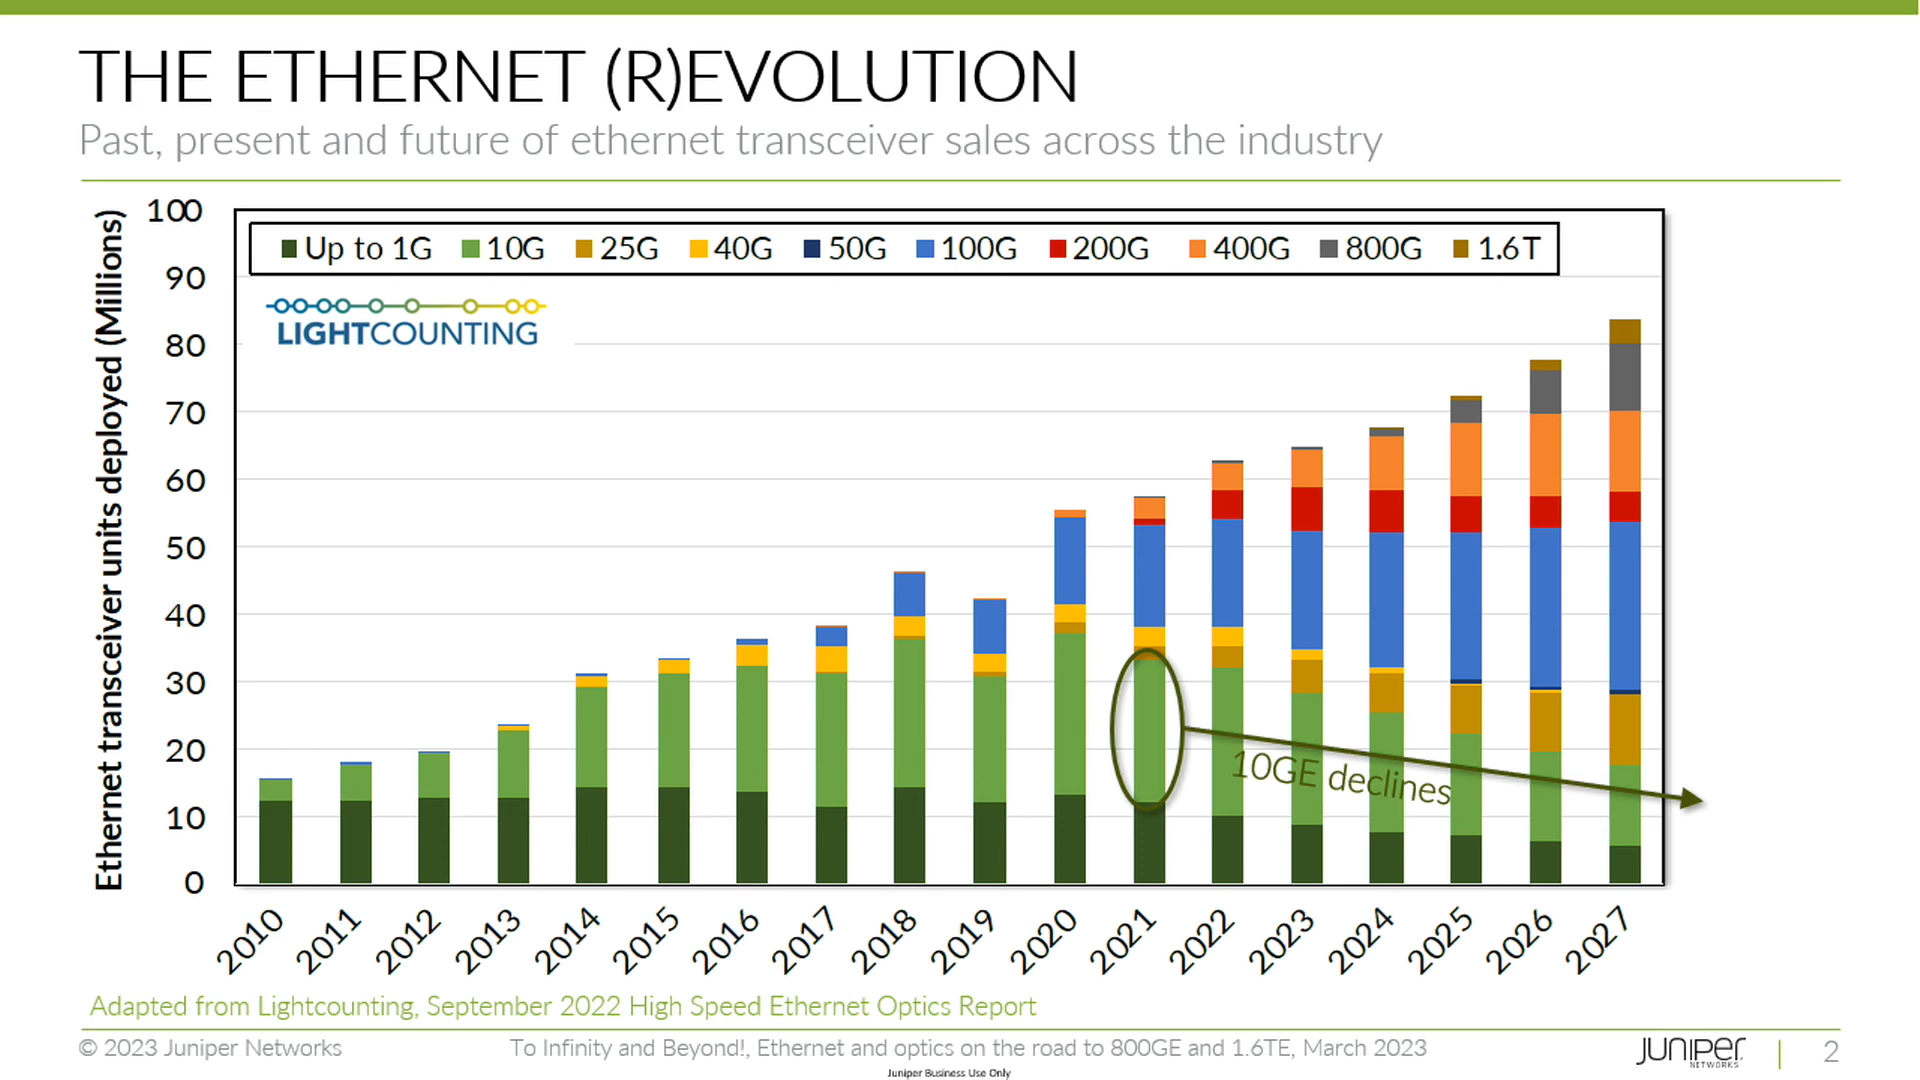 THE ETHERNET (R)EVOLUTION
Past, present and future of ethernet transceiver sales across the industry
Ethernet transceiver units deployed (Millions)
100
90
80
70
60
50
40
30
20
10
0
Up to 1G 10G 25G 40G 50G 100G 200G 400G 800G 1.6T
LIGHTCOUNTING
10GE declines
2010 2011 2012 2013 2014 2015 2016 2017 2018 2019 2020 2021 2022 2023 2024 2025 2026 2027
Adapted from Lightcounting, September 2022 High Speed Ethernet Optics Report
© 2023 Juniper Networks To Infinity and Beyond!, Ethernet and optics on the road to 800GE and 1.6TE, March 2023 JUNIPER NETWORKS | 2
Juniper Business Use Only